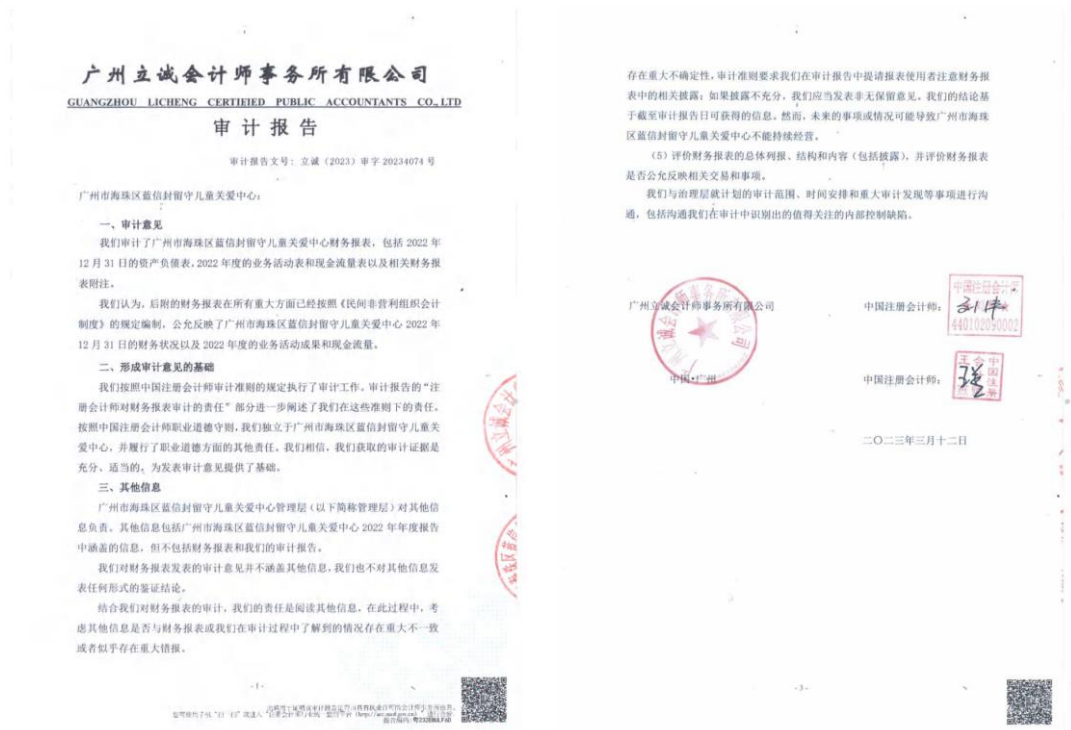 广州立诚会计师事务所有限公司
GUANGZHOU LICHENG CERTIFIED PUBLIC ACCOUNTANTS CO., LTD
审计报告
审计报告文号：立诚（2023）审字 20234074 号
广州市海珠区蓝信封留守儿童关爱中心：
一、审计意见
我们审计了广州市海珠区蓝信封留守儿童关爱中心财务报表，包括 2022 年
12 月 31 日的资产负债表，2022 年度的业务活动表和现金流量表以及相关财务报
表附注。
我们认为，后附的财务报表在所有重大方面已经按照《民间非营利组织会计
制度》的规定编制，公允反映了广州市海珠区蓝信封留守儿童关爱中心 2022 年
12 月 31 日的财务状况以及 2022 年度的业务活动成果和现金流量。
二、形成审计意见的基础
我们按照中国注册会计师审计准则的规定执行了审计工作。审计报告的“注
册会计师对财务报表审计的责任”部分进一步阐述了我们在这些准则下的责任。
按照中国注册会计师职业道德守则，我们独立于广州市海珠区蓝信封留守儿童关
爱中心，并履行了职业道德方面的其他责任。我们相信，我们获取的审计证据是
充分、适当的，为发表审计意见提供了基础。
三、其他信息
广州市海珠区蓝信封留守儿童关爱中心管理层（以下简称管理层）对其他信
息负责。其他信息包括广州市海珠区蓝信封留守儿童关爱中心 2022 年年度报告
中涵盖的信息，但不包括财务报表和我们的审计报告。
我们对财务报表发表的审计意见并不涵盖其他信息，我们也不对其他信息发
表任何形式的鉴证结论。
结合我们对财务报表的审计，我们的责任是阅读其他信息，在此过程中，考
虑其他信息是否与财务报表或我们在审计过程中了解到的情况存在重大不一致
或者似乎存在重大错报。
-1-
存在重大不确定性，审计准则要求我们在审计报告中提请报表使用者注意财务报
表中的相关披露；如果披露不充分，我们应当发表非无保留意见。我们的结论基
于截至审计报告日可获得的信息。然而，未来的事项或情况可能导致广州市海珠
区蓝信封留守儿童关爱中心不能持续经营。
（5）评价财务报表的总体列报、结构和内容（包括披露），并评价财务报表
是否公允反映相关交易和事项。
我们与治理层就计划的审计范围、时间安排和重大审计发现等事项进行沟
通，包括沟通我们在审计中识别出的值得关注的内部控制缺陷。
广州立诚会计师事务所有限公司
中国注册会计师：
中国注册会计师
440102090002
中国·广州
中国注册会计师：
二〇二三年三月十二日
-3-